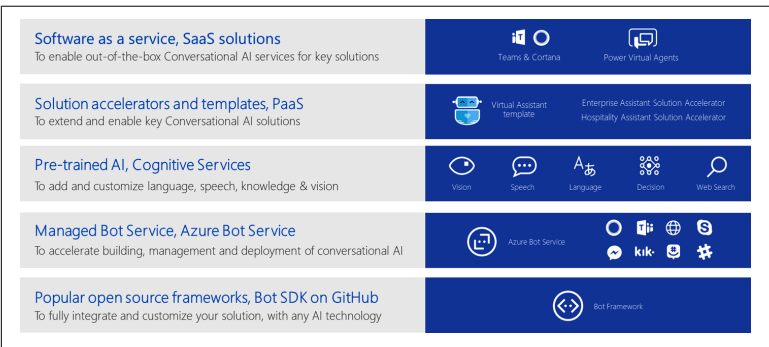 Software as a service, SaaS solutions
To enable out-of-the-box Conversational AI services for key solutions
Teams & Cortana
Power Virtual Agents
Solution accelerators and templates, PaaS
To extend and enable key Conversational AI solutions
Virtual Assistant
template
Enterprise Assistant Solution Accelerator
Hospitality Assistant Solution Accelerator
Pre-trained AI, Cognitive Services
To add and customize language, speech, knowledge & vision
Vision
Speech
Language
Decision
Web Search
Managed Bot Service, Azure Bot Service
To accelerate building, management and deployment of conversational AI
Azure Bot Service
kik·
Popular open source frameworks, Bot SDK on GitHub
To fully integrate and customize your solution, with any AI technology
Bot Framework